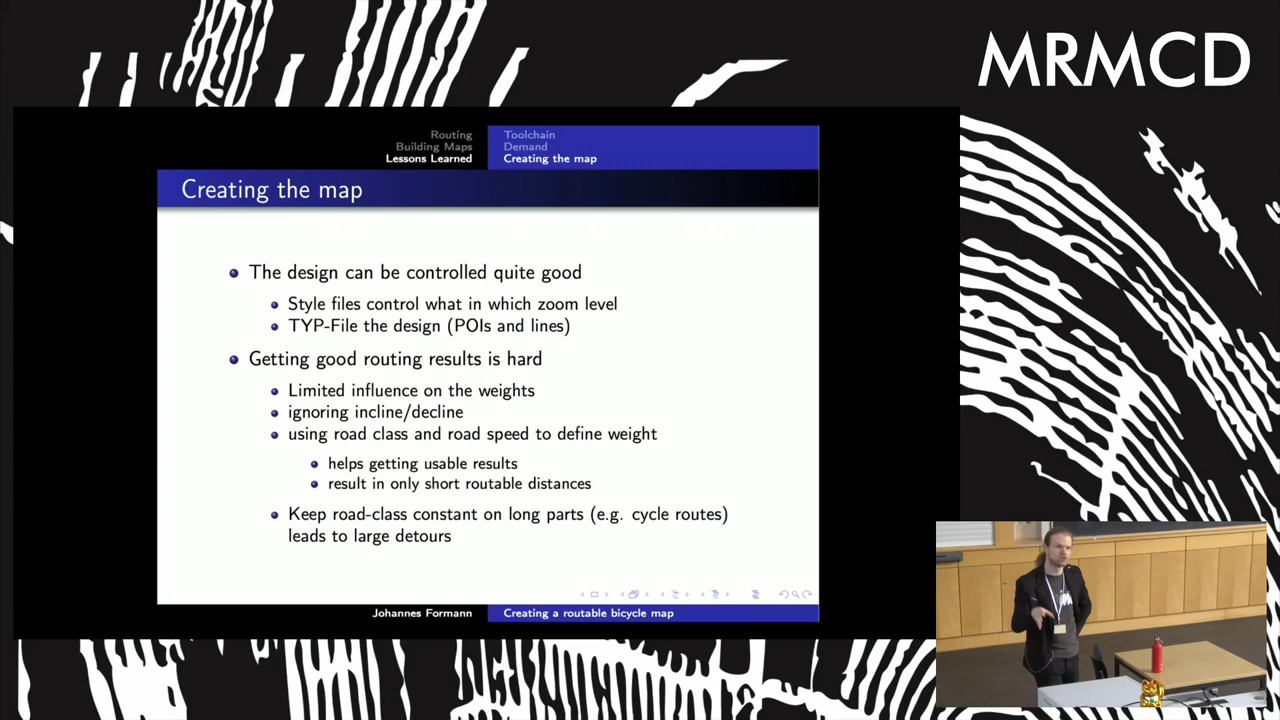 MRMCD
Routing
Building Maps
Lessons Learned
Toolchain
Demand
Creating the map
Creating the map
The design can be controlled quite good
Style files control what in which zoom level
TYP-File the design (POIs and lines)
Getting good routing results is hard
Limited influence on the weights
ignoring incline/decline
using road class and road speed to define weight
helps getting usable results
result in only short routable distances
Keep road-class constant on long parts (e.g. cycle routes)
leads to large detours
Johannes Formann
Creating a routable bicycle map